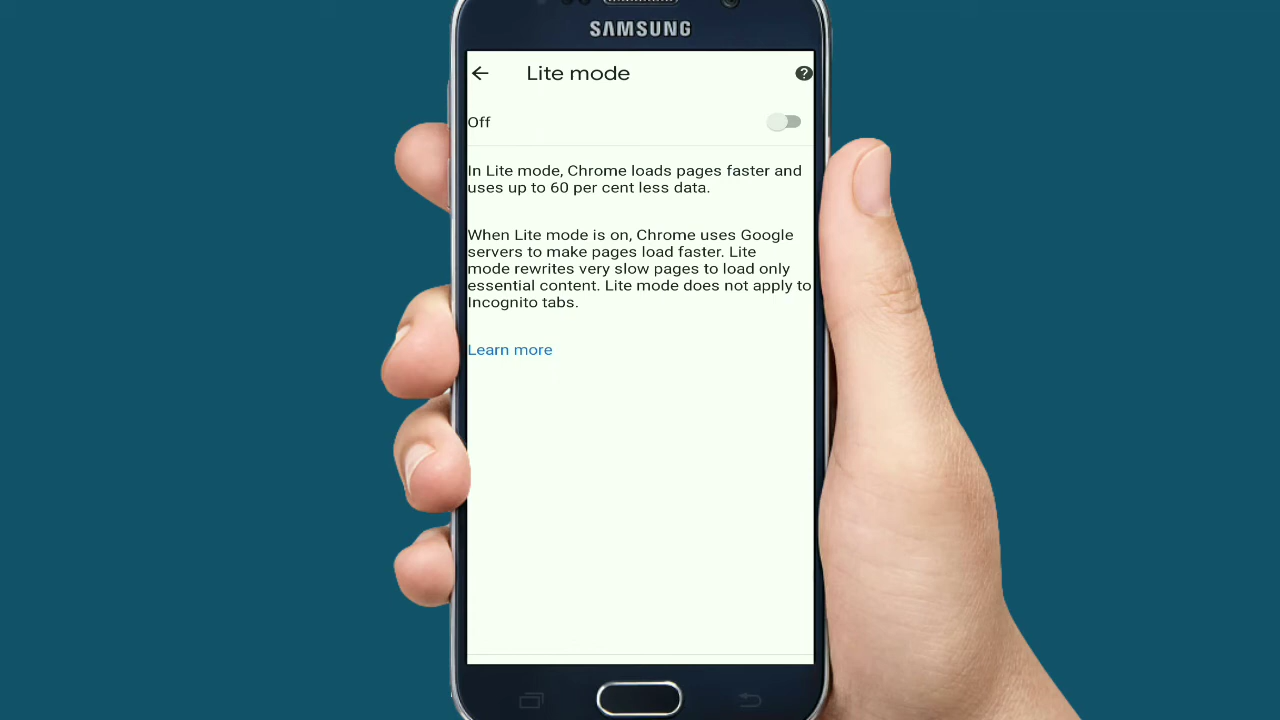 SAMSUNG
Lite mode
?
Off
In Lite mode, Chrome loads pages faster and
uses up to 60 per cent less data.
When Lite mode is on, Chrome uses Google
servers to make pages load faster. Lite
mode rewrites very slow pages to load only
essential content. Lite mode does not apply to
Incognito tabs.
Learn more